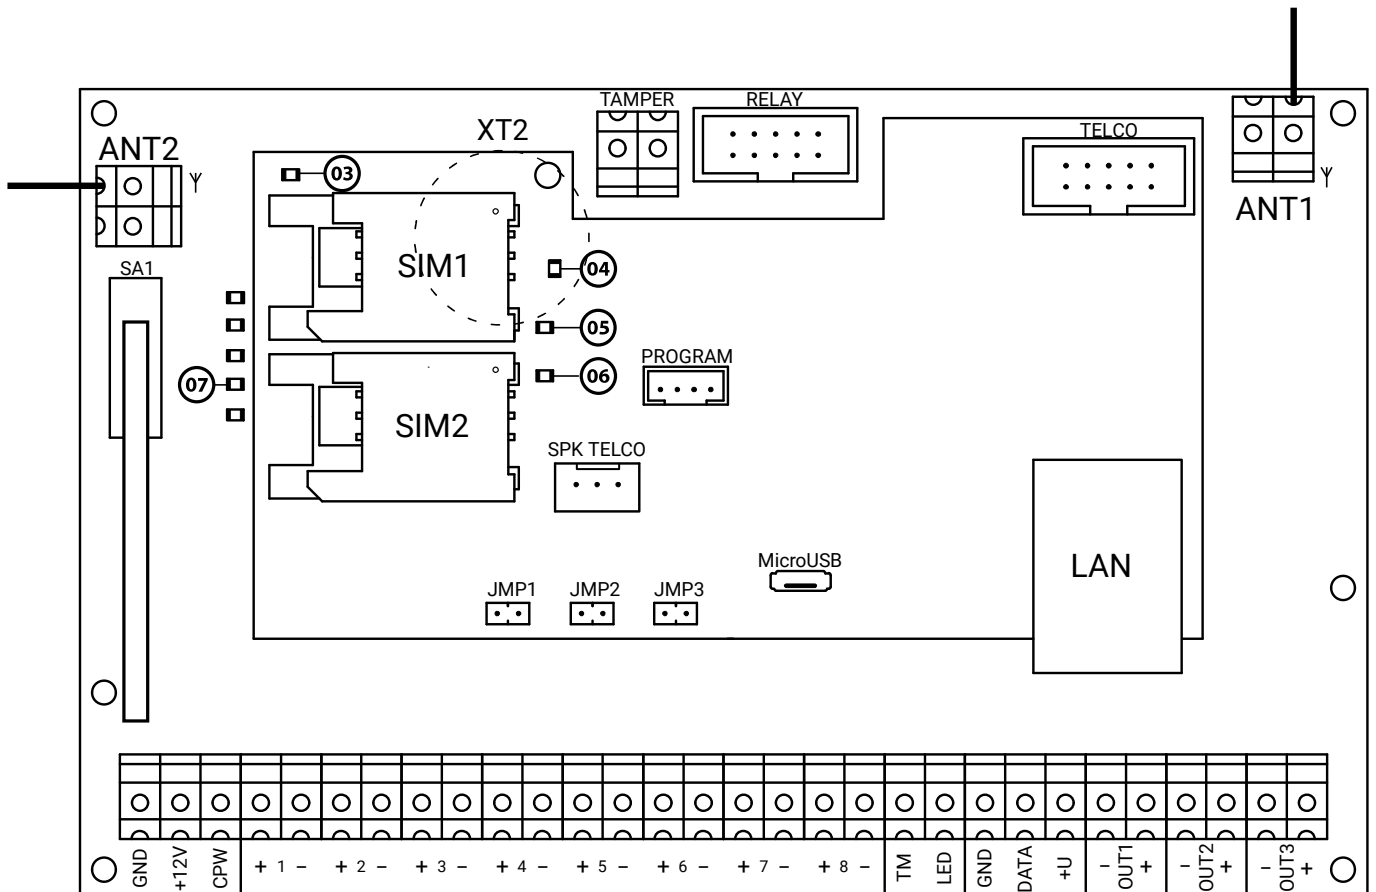 TAMPER
RELAY
XT2
TELCO
ANT2
03
ANT1
SIM1
04
SA1
05
PROGRAM
07
06
SIM2
SPK TELCO
MicroUSB
LAN
JMP1
JMP2
JMP3
GND
+12V
CPW
+ 1 −
+ 2 −
+ 3 −
+ 4 −
+ 5 −
+ 6 −
+ 7 −
+ 8 −
TM
LED
GND
DATA
+U
− OUT1 +
− OUT2 +
− OUT3 +